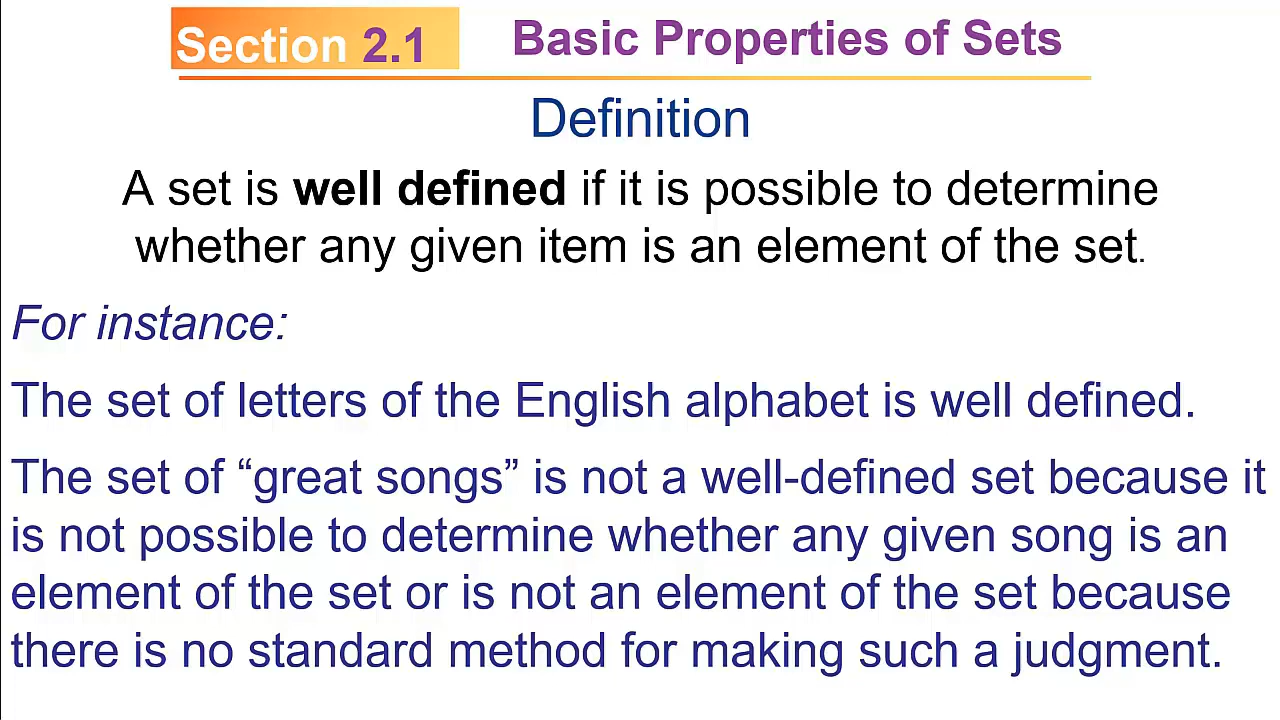 Section 2.1 Basic Properties of Sets
Definition
A set is well defined if it is possible to determine
whether any given item is an element of the set.
For instance:
The set of letters of the English alphabet is well defined.
The set of “great songs” is not a well-defined set because it
is not possible to determine whether any given song is an
element of the set or is not an element of the set because
there is no standard method for making such a judgment.